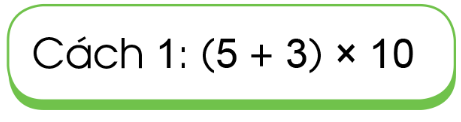 Cách 1: (5 + 3) × 10